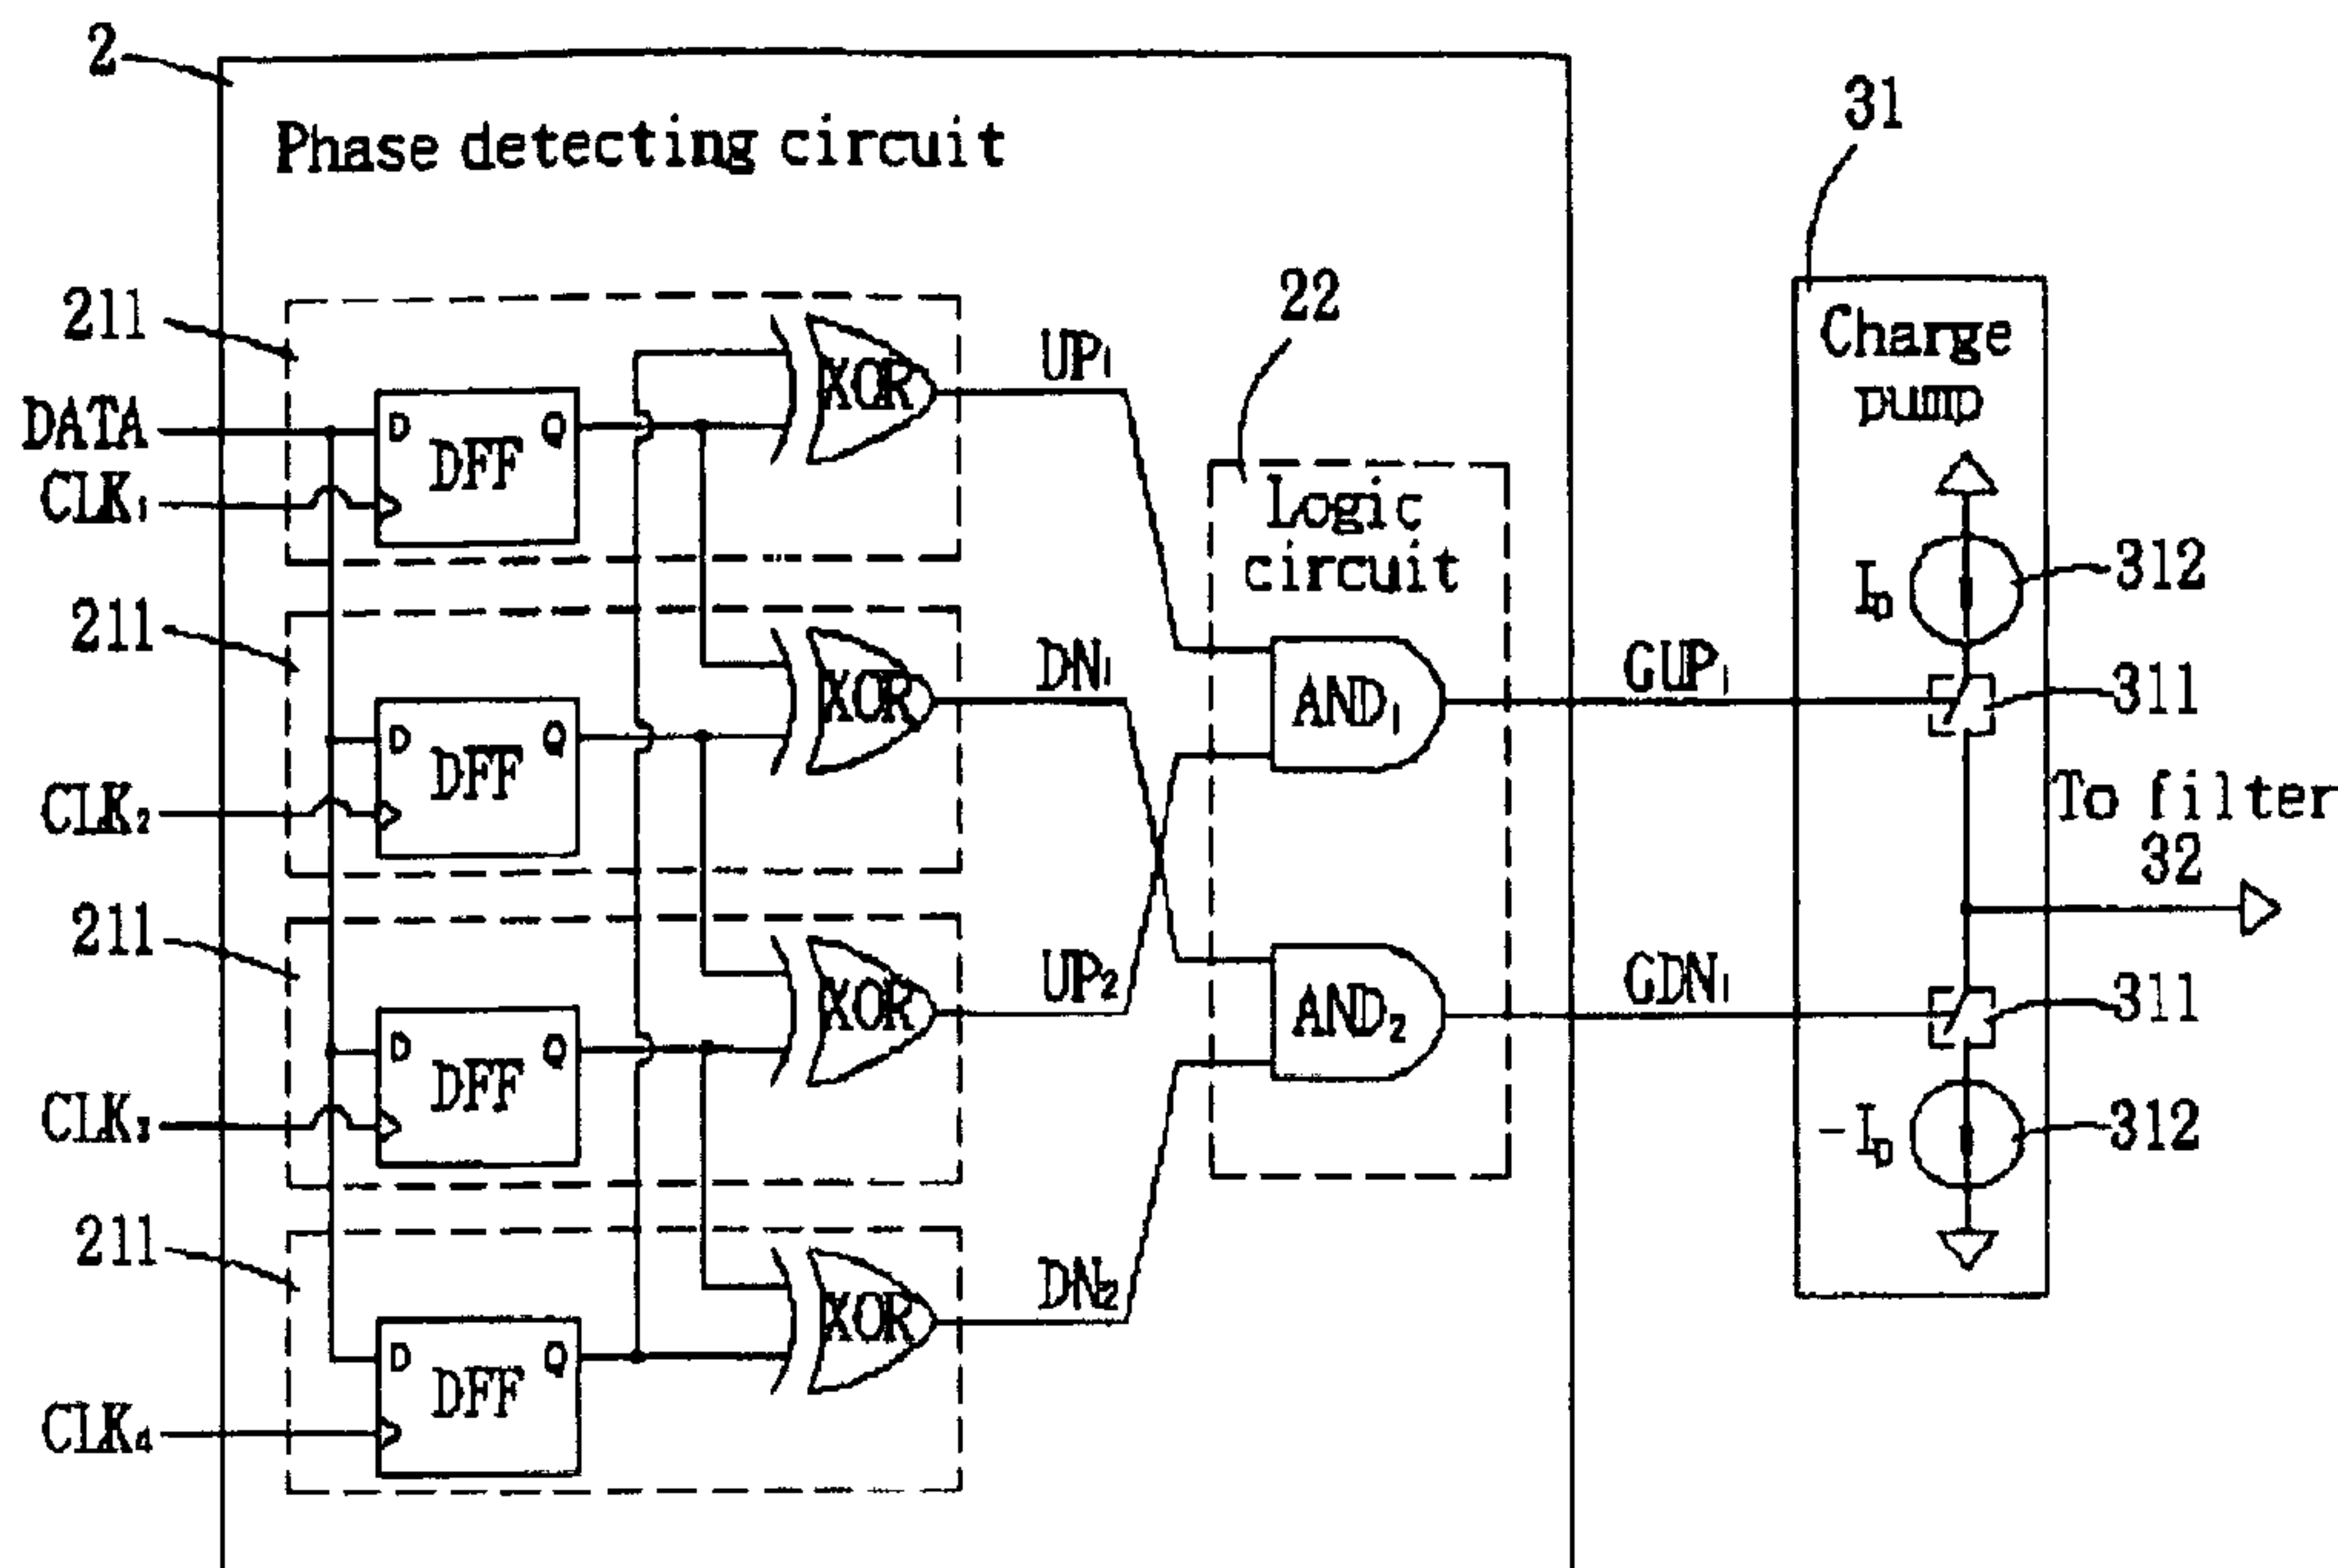 2
Phase detecting circuit
31
Charge
pump
22
Logic
circuit
211
DATA
CLK₁
D
Q
DFF
XOR
UP₁
211
CLK₂
D
Q
DFF
XOR
DN₁
211
CLK₃
D
Q
DFF
XOR
UP₂
211
CLK₄
D
Q
DFF
XOR
DN₂
AND₁
AND₂
GUP₁
GDN₁
Ip
312
311
To filter
32
311
-Ip
312